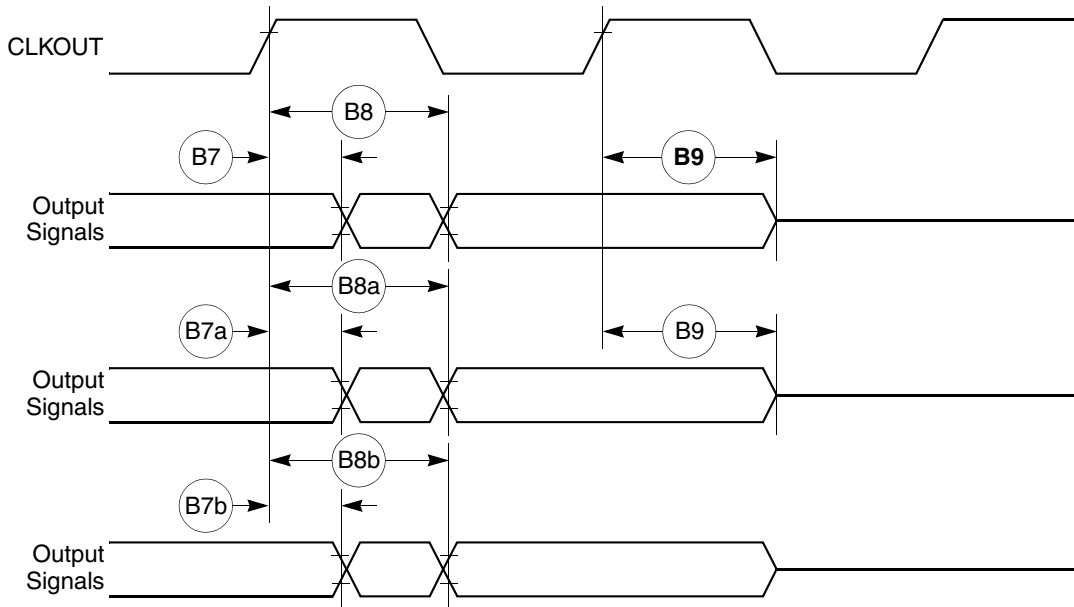 CLKOUT
B8
B7
B9
Output
Signals
B8a
B7a
B9
Output
Signals
B8b
B7b
Output
Signals